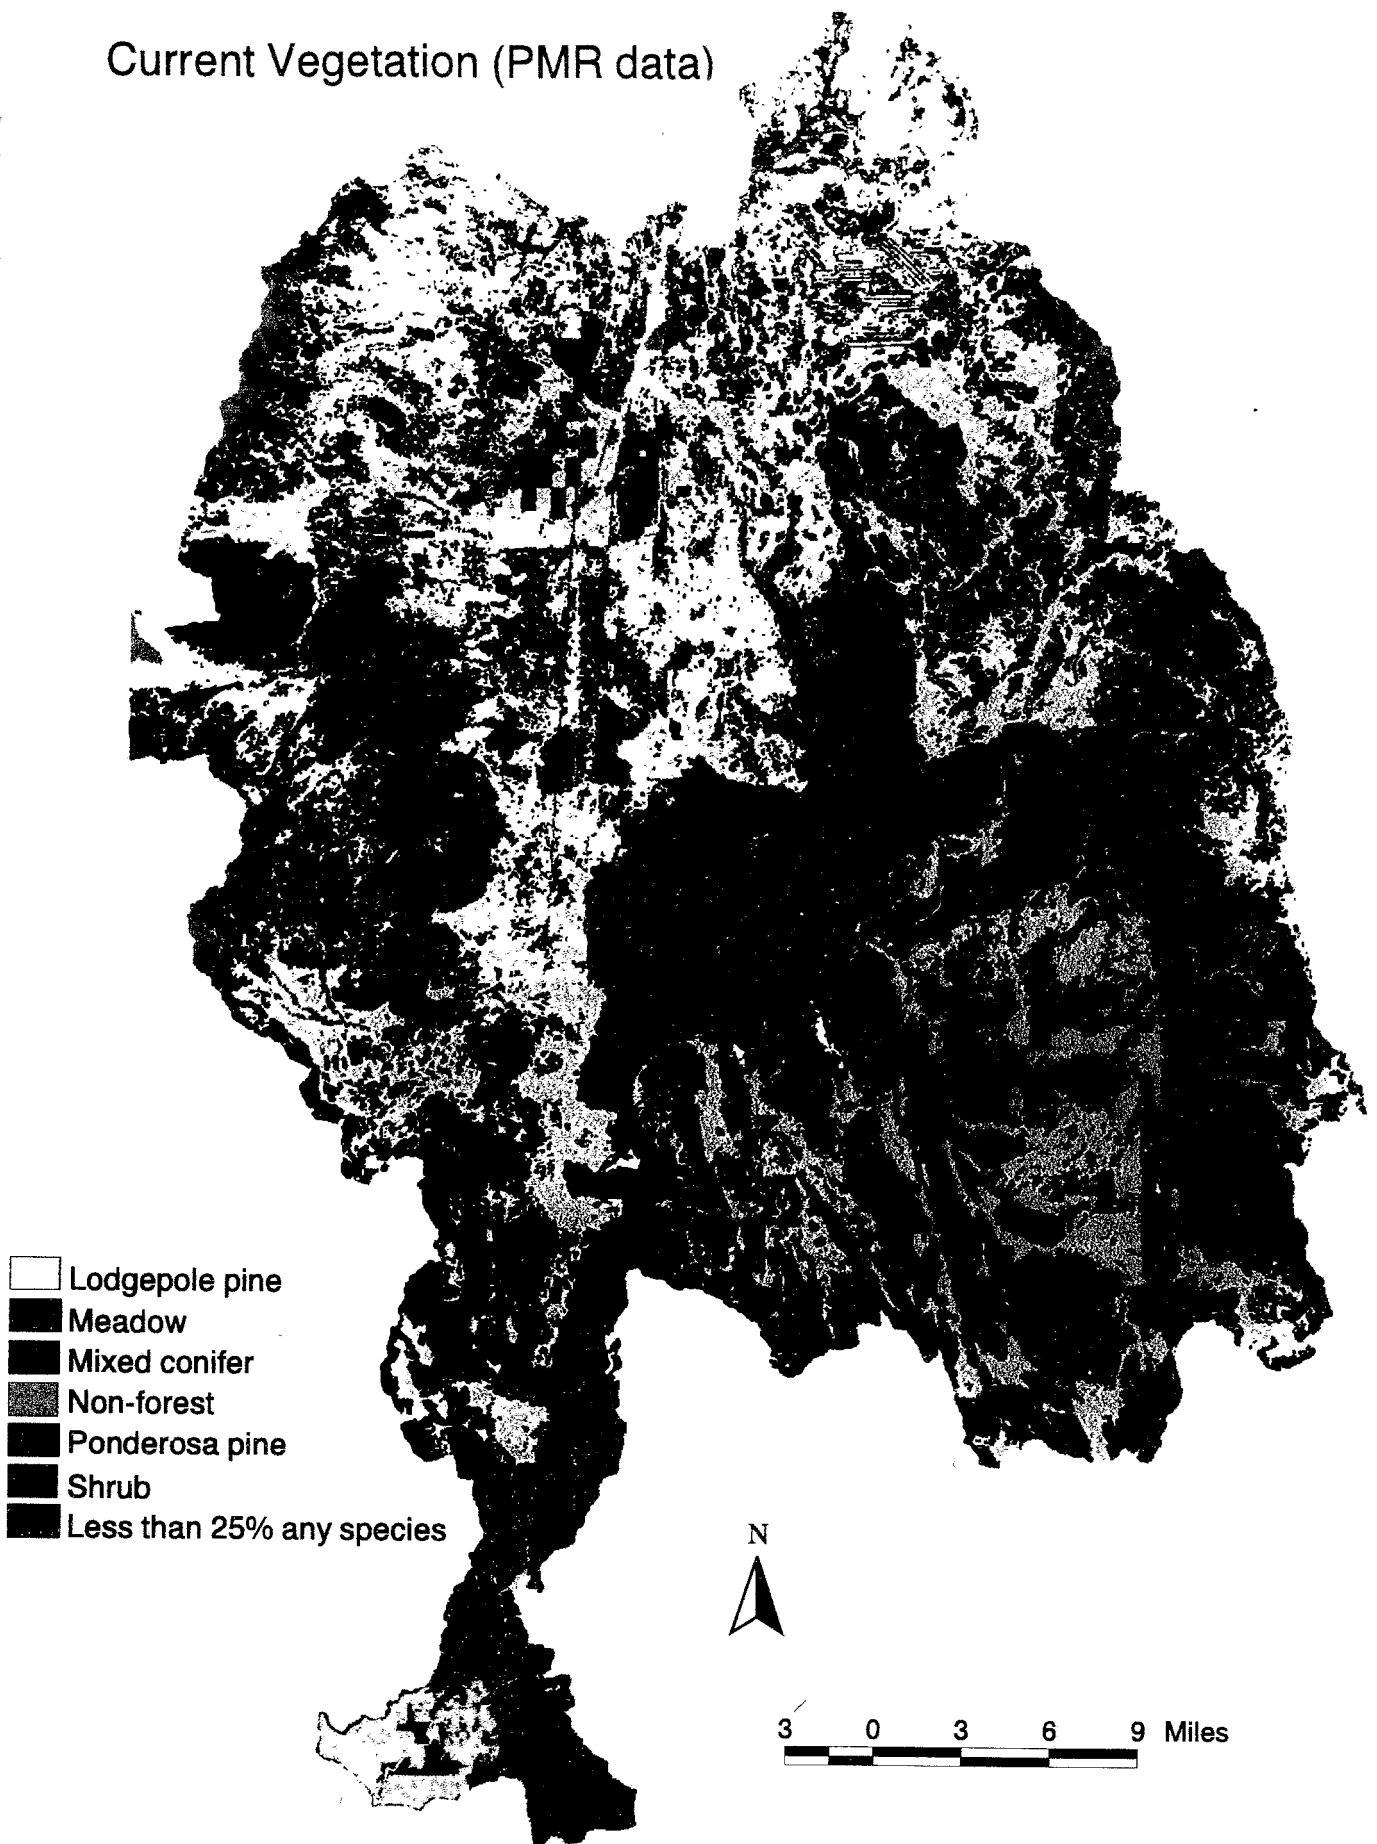 Current Vegetation (PMR data)
Lodgepole pine
Meadow
Mixed conifer
Non-forest
Ponderosa pine
Shrub
Less than 25% any species
N
3 0 3 6 9 Miles